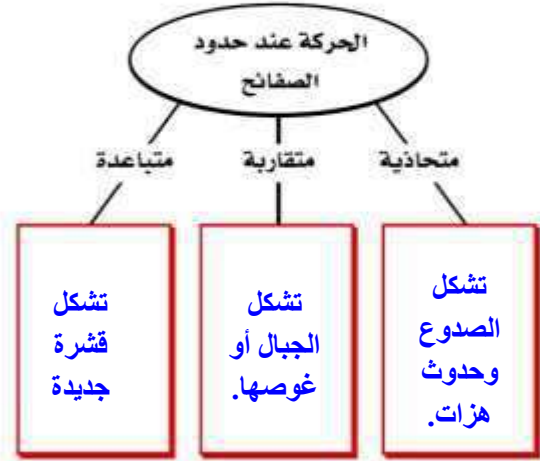 الحركة عند حدود
الصفائح
متحاذية
متقاربة
متباعدة
تشكل
الصدوع
وحدوث
هزات.
تشكل
الجبال أو
غوصها.
تشكل
قشرة
جديدة